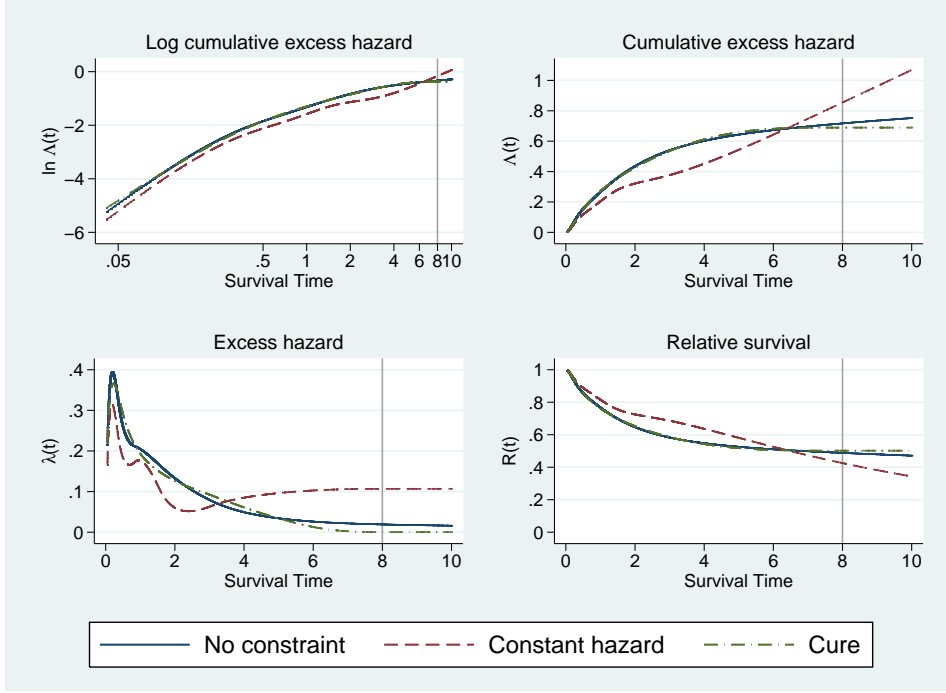 Log cumulative excess hazard
ln Λ(t)
0
−2
−4
−6
.05 .5 1 2 4 6 8 10
Survival Time
Cumulative excess hazard
Λ(t)
1
.8
.6
.4
.2
0
0 2 4 6 8 10
Survival Time
Excess hazard
λ(t)
.4
.3
.2
.1
0
0 2 4 6 8 10
Survival Time
Relative survival
R(t)
1
.8
.6
.4
.2
0
0 2 4 6 8 10
Survival Time
No constraint Constant hazard Cure